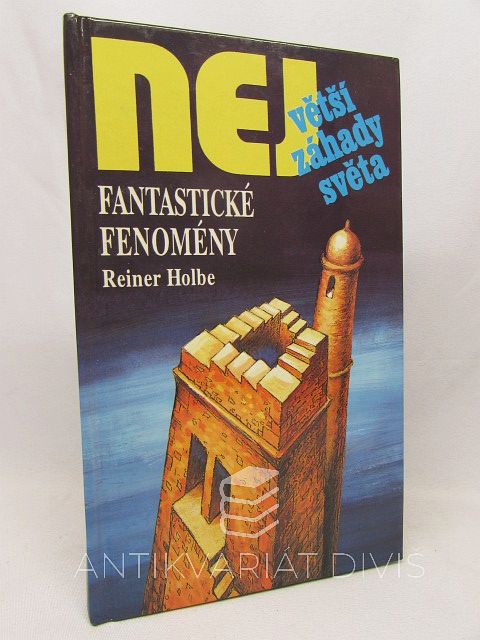 NEJ
větší
záhady
světa
FANTASTICKÉ
FENOMÉNY
Reiner Holbe
ANTIKVARIÁT DIVIŠ